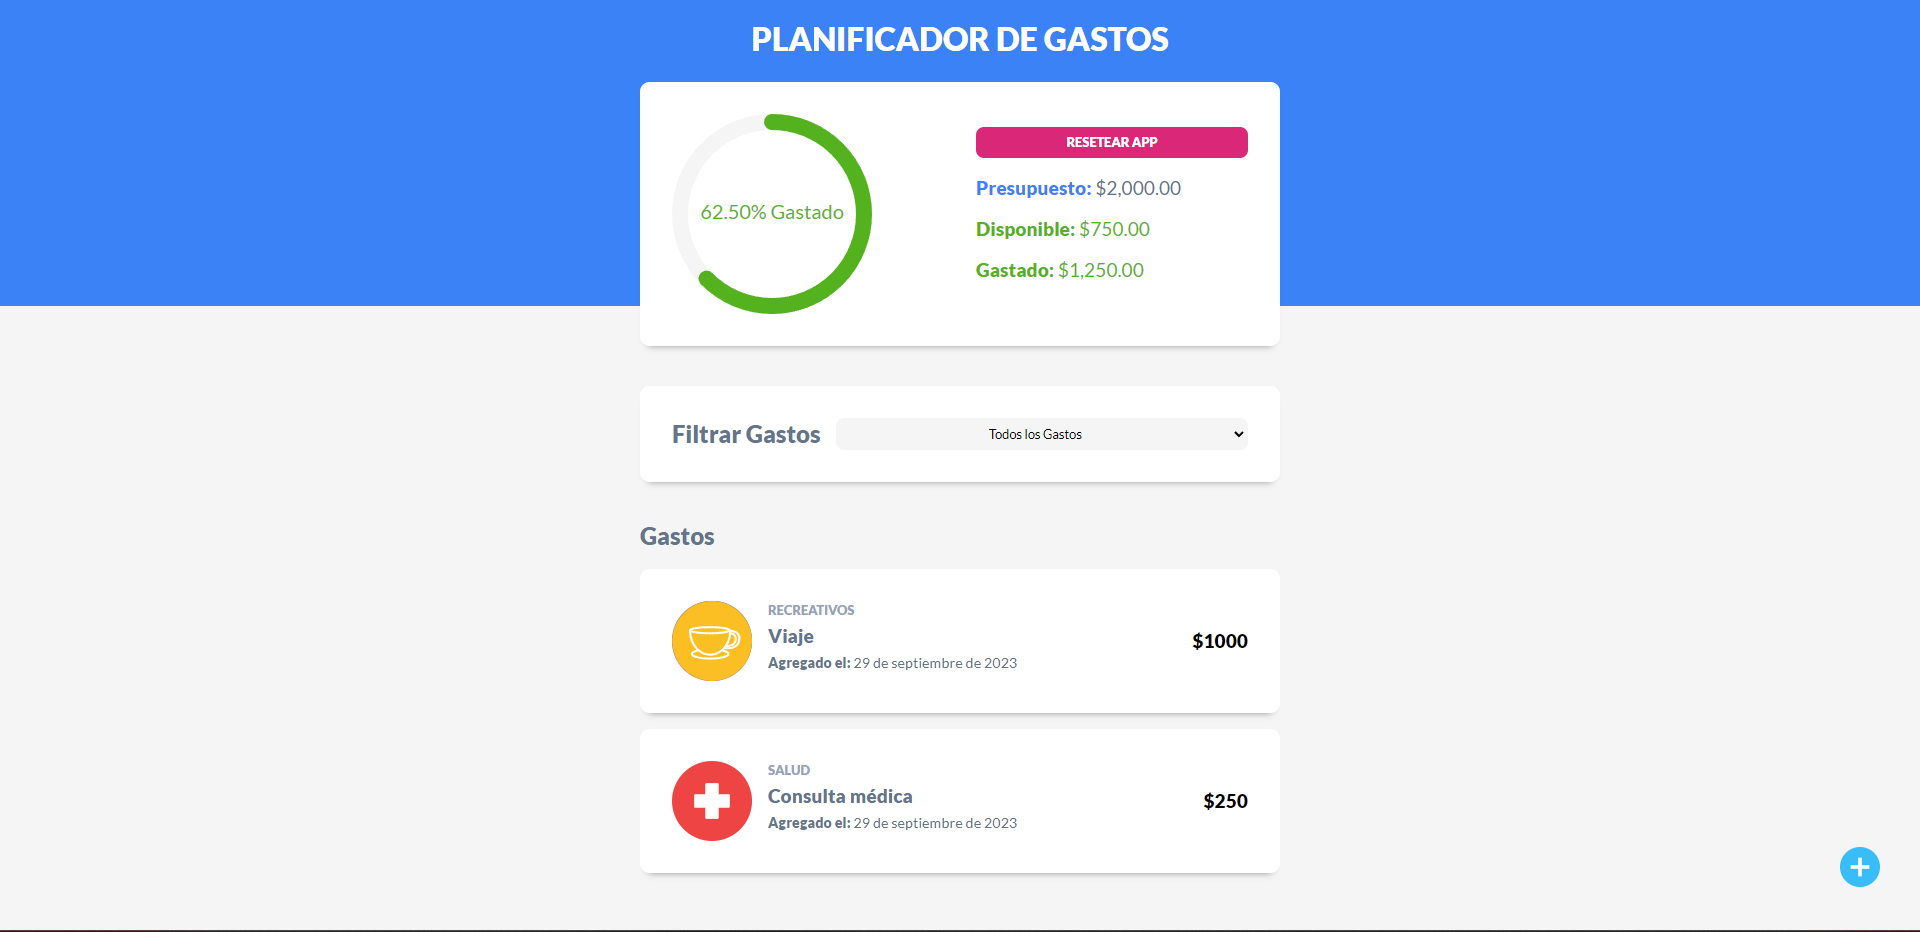 PLANIFICADOR DE GASTOS
62.50% Gastado
RESETEAR APP
Presupuesto: $2,000.00
Disponible: $750.00
Gastado: $1,250.00
Filtrar Gastos
Todos los Gastos
Gastos
RECREATIVOS
Viaje
Agregado el: 29 de septiembre de 2023
$1000
SALUD
Consulta médica
Agregado el: 29 de septiembre de 2023
$250